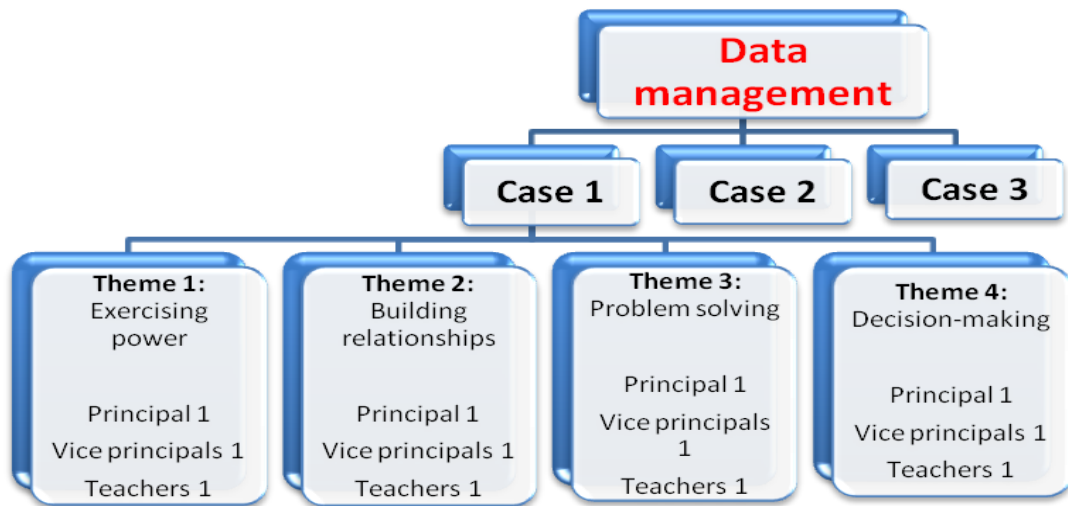 Data
management
Case 1
Case 2
Case 3
Theme 1:
Exercising
power
Principal 1
Vice principals 1
Teachers 1
Theme 2:
Building
relationships
Principal 1
Vice principals 1
Teachers 1
Theme 3:
Problem solving
Principal 1
Vice principals
1
Teachers 1
Theme 4:
Decision-making
Principal 1
Vice principals 1
Teachers 1